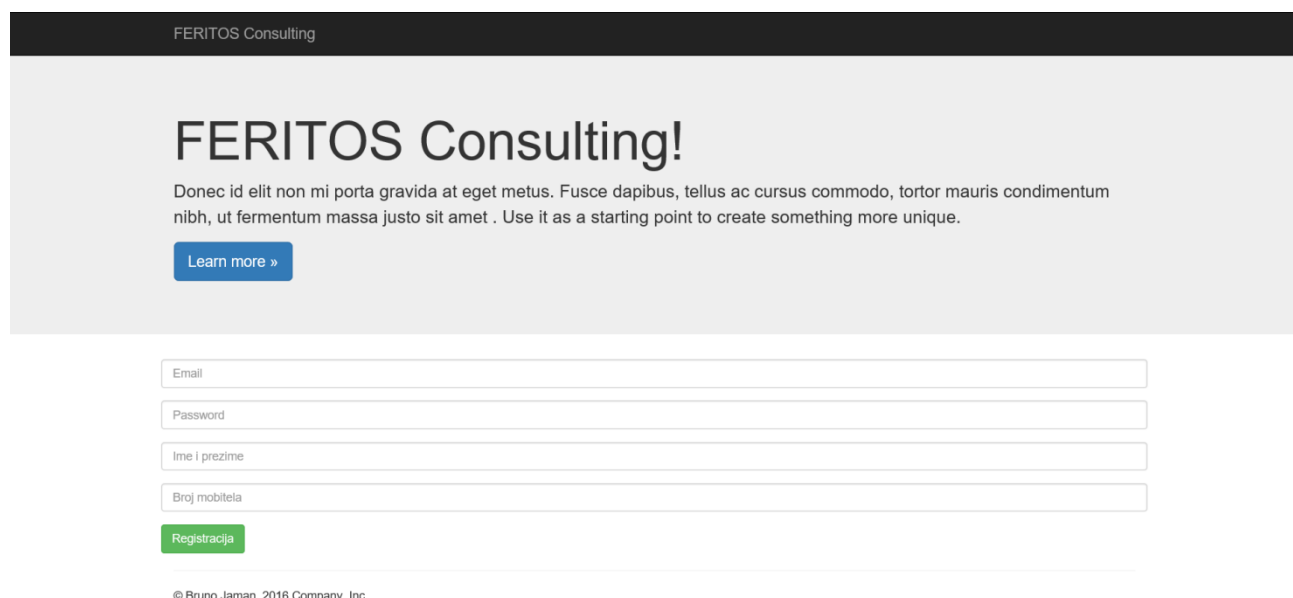 FERITOS Consulting
FERITOS Consulting!
Donec id elit non mi porta gravida at eget metus. Fusce dapibus, tellus ac cursus commodo, tortor mauris condimentum
nibh, ut fermentum massa justo sit amet . Use it as a starting point to create something more unique.
Learn more »
Email
Password
Ime i prezime
Broj mobitela
Registracija
© Bruno Jaman, 2016 Company, Inc.